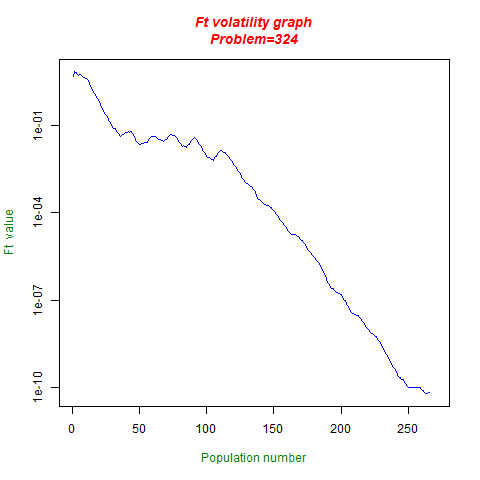 Ft volatility graph
Problem=324
Ft value
1e-01
1e-04
1e-07
1e-10
0 50 100 150 200 250
Population number